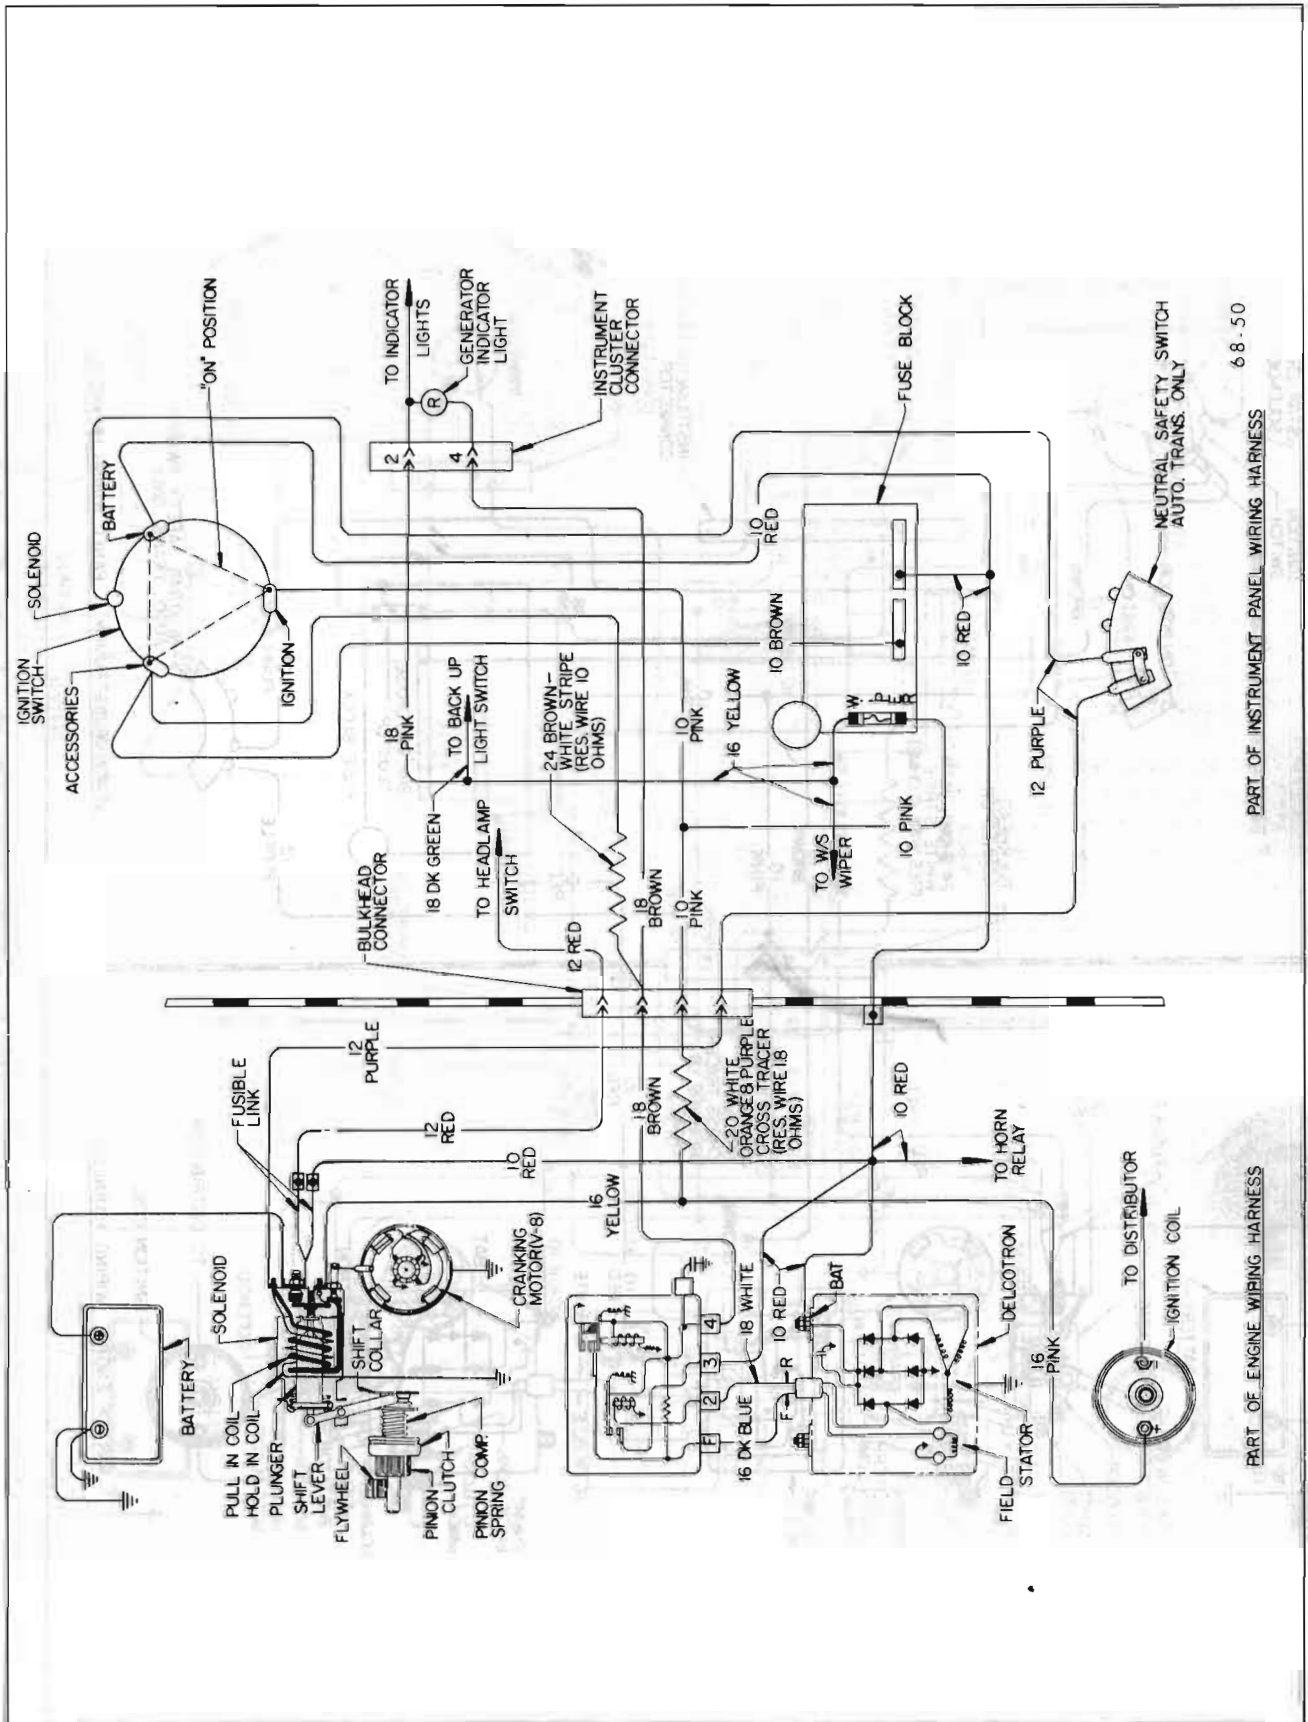 IGNITION
SWITCH
SOLENOID
BATTERY
"ON" POSITION
ACCESSORIES
IGNITION
TO INDICATOR
LIGHTS
R
GENERATOR
INDICATOR
LIGHT
2
4
INSTRUMENT
CLUSTER
CONNECTOR
18
PINK
TO BACK UP
LIGHT SWITCH
18 DK GREEN
24 BROWN-
WHITE STRIPE
(RES. WIRE 10
OHMS)
TO HEADLAMP
SWITCH
BULKHEAD
CONNECTOR
12 RED
18
BROWN
10
PINK
10
PINK
16 YELLOW
10 BROWN
10
RED
FUSE BLOCK
10 RED
W
I
P
E
R
TO W/S
WIPER
10 PINK
12 PURPLE
NEUTRAL SAFETY SWITCH
AUTO. TRANS. ONLY
68-50
PART OF INSTRUMENT PANEL WIRING HARNESS
12
PURPLE
FUSIBLE
LINK
12
RED
10
RED
18
BROWN
20 WHITE
ORANGE & PURPLE
CROSS TRACER
(RES. WIRE 1.8
OHMS)
10 RED
TO HORN
RELAY
16
YELLOW
BATTERY
SOLENOID
PULL IN COIL
HOLD IN COIL
PLUNGER
SHIFT
LEVER
FLYWHEEL
SHIFT
COLLAR
CRANKING
MOTOR(V-8)
PINION
CLUTCH
PINION COMP.
SPRING
4
3
2
F
18 WHITE
10 RED
16 DK BLUE
F
R
BAT
DELCOTRON
FIELD
STATOR
16
PINK
TO DISTRIBUTOR
IGNITION COIL
+
-
PART OF ENGINE WIRING HARNESS